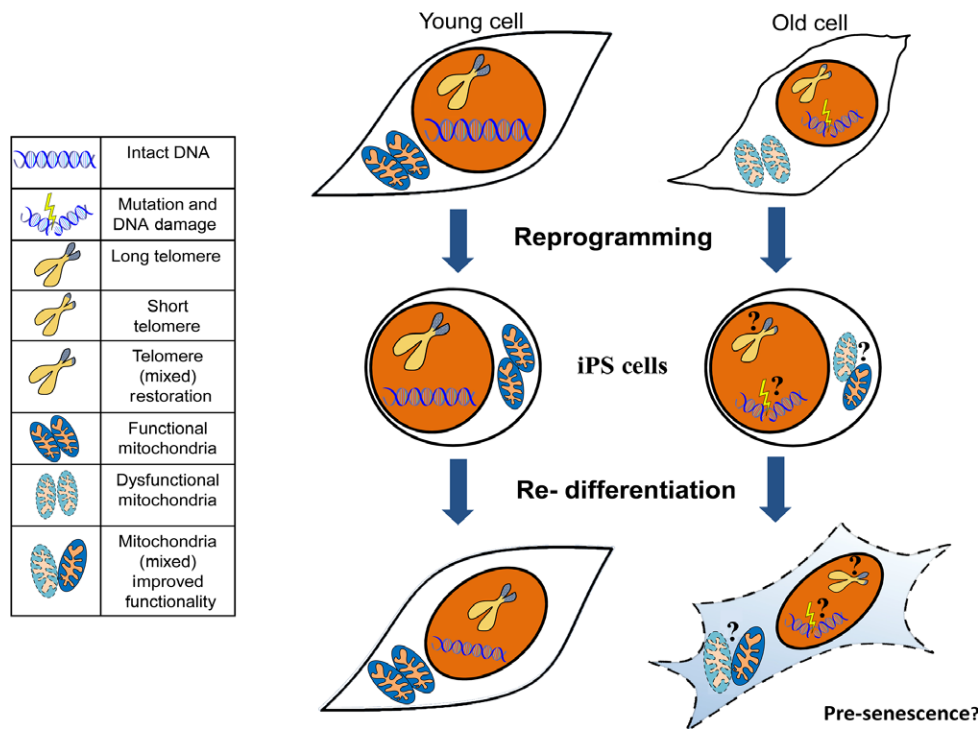 Young cell
Old cell
Intact DNA
Mutation and
DNA damage
Long telomere
Short
telomere
Telomere
(mixed)
restoration
Functional
mitochondria
Dysfunctional
mitochondria
Mitochondria
(mixed)
improved
functionality
Reprogramming
?
?
?
iPS cells
Re- differentiation
?
?
?
Pre-senescence?